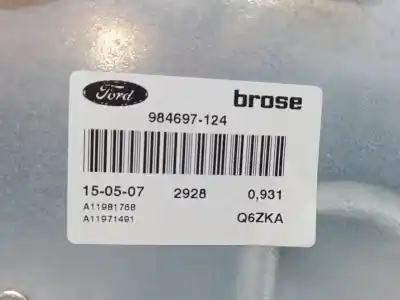 Ford brose
984697-124
15-05-07 2928 0,931
A11981768
A11971491 Q6ZKA